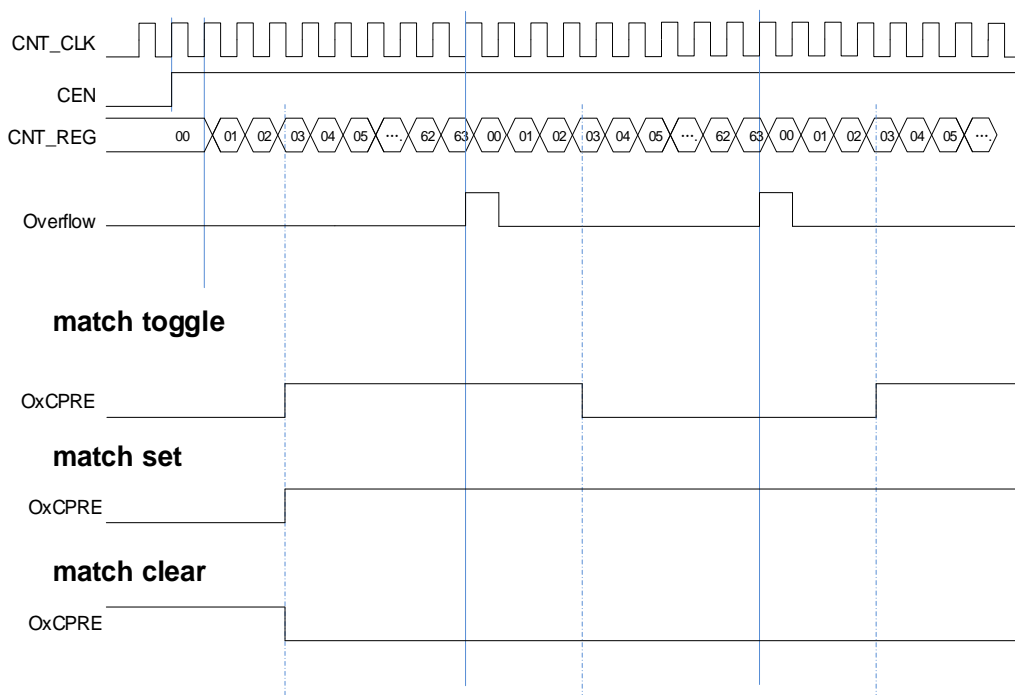 CNT_CLK
CEN
CNT_REG 00 01 02 03 04 05 ···. 62 63 00 01 02 03 04 05 ···. 62 63 00 01 02 03 04 05 ···.
Overflow
match toggle
OxCPRE
match set
OxCPRE
match clear
OxCPRE